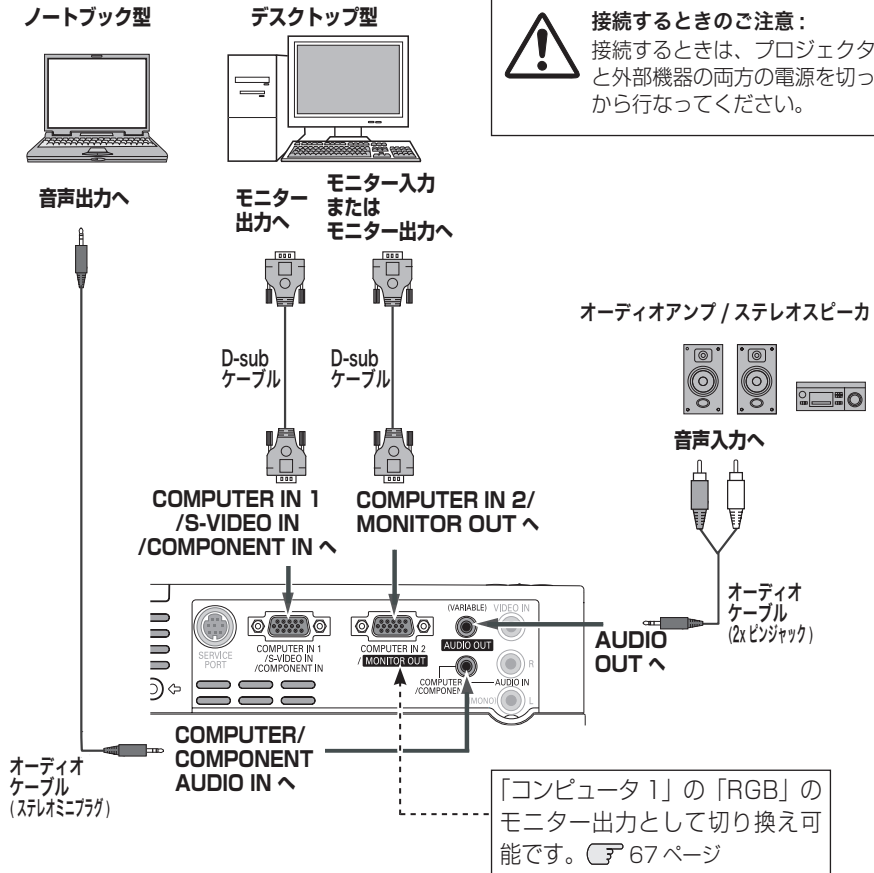 ノートブック型
デスクトップ型
接続するときのご注意：
接続するときは、プロジェクタ
と外部機器の両方の電源を切っ
から行なってください。
音声出力へ
モニター
出力へ
モニター入力
または
モニター出力へ
D-sub
ケーブル
D-sub
ケーブル
オーディオアンプ / ステレオスピーカ
音声入力へ
COMPUTER IN 1
/S-VIDEO IN
/COMPONENT IN へ
COMPUTER IN 2/
MONITOR OUT へ
オーディオ
ケーブル
(2x ピンジャック)
SERVICE
PORT
COMPUTER IN 1
/S-VIDEO IN
/COMPONENT IN
COMPUTER IN 2
/ MONITOR OUT
(VARIABLE)
VIDEO IN
AUDIO OUT
COMPUTER
/COMPONEN
AUDIO IN
R
(MONO)
L
AUDIO
OUT へ
COMPUTER/
COMPONENT
AUDIO IN へ
オーディオ
ケーブル
(ステレオミニプラグ)
「コンピュータ 1」の「RGB」の
モニター出力として切り換え可
能です。 67 ページ